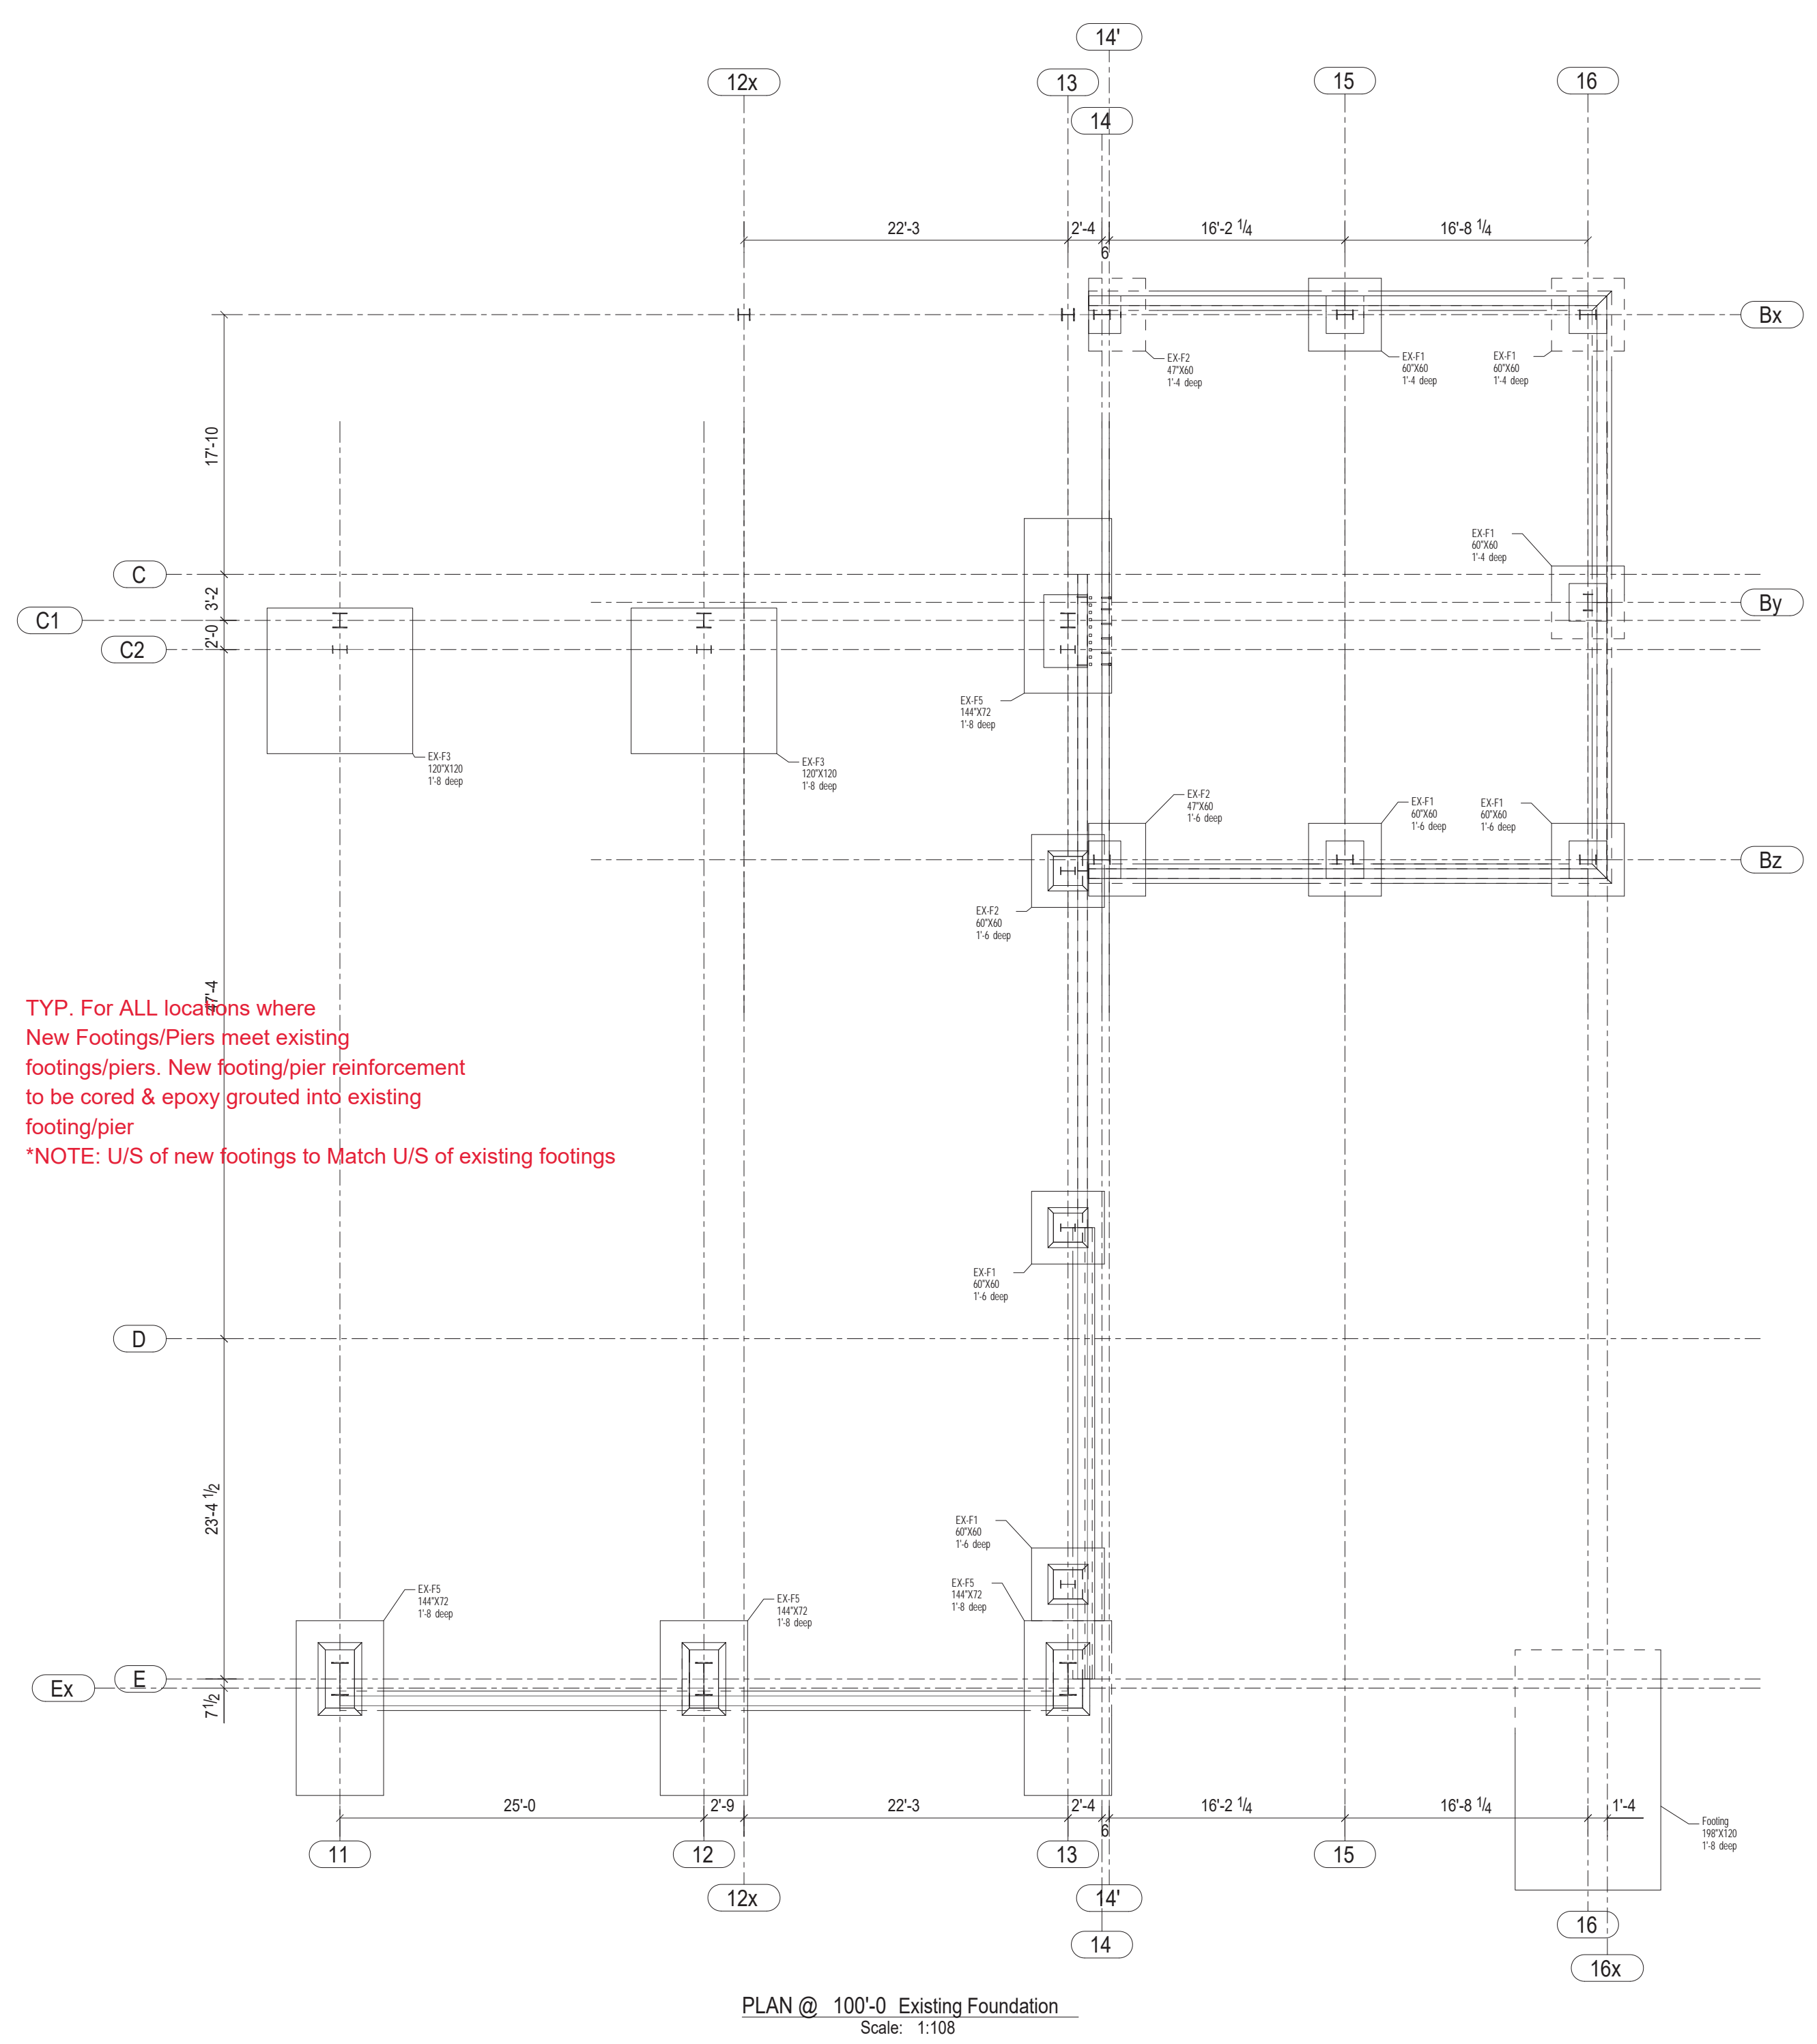 14'
12x
13
15
16
14
22'-3
2'-4
6
16'-2 1/4
16'-8 1/4
Bx
EX-F2
47"X60
1'-4 deep
EX-F1
60"X60
1'-4 deep
EX-F1
60"X60
1'-4 deep
17'-10
EX-F1
60"X60
1'-4 deep
C
3'-2
By
C1
2'-0
C2
EX-F5
144"X72
1'-8 deep
EX-F3
120"X120
1'-8 deep
EX-F3
120"X120
1'-8 deep
EX-F2
47"X60
1'-6 deep
EX-F1
60"X60
1'-6 deep
EX-F1
60"X60
1'-6 deep
Bz
EX-F2
60"X60
1'-6 deep
47'-4
TYP. For ALL locations where
New Footings/Piers meet existing
footings/piers. New footing/pier reinforcement
to be cored & epoxy grouted into existing
footing/pier
*NOTE: U/S of new footings to Match U/S of existing footings
EX-F1
60"X60
1'-6 deep
D
23'-4 1/2
EX-F1
60"X60
1'-6 deep
EX-F5
144"X72
1'-8 deep
EX-F5
144"X72
1'-8 deep
EX-F5
144"X72
1'-8 deep
E
Ex
7 1/2
25'-0
2'-9
22'-3
2'-4
6
16'-2 1/4
16'-8 1/4
1'-4
Footing
198"X120
1'-8 deep
11
12
13
15
12x
14'
16
14
16x
PLAN @ 100'-0 Existing Foundation
Scale: 1:108